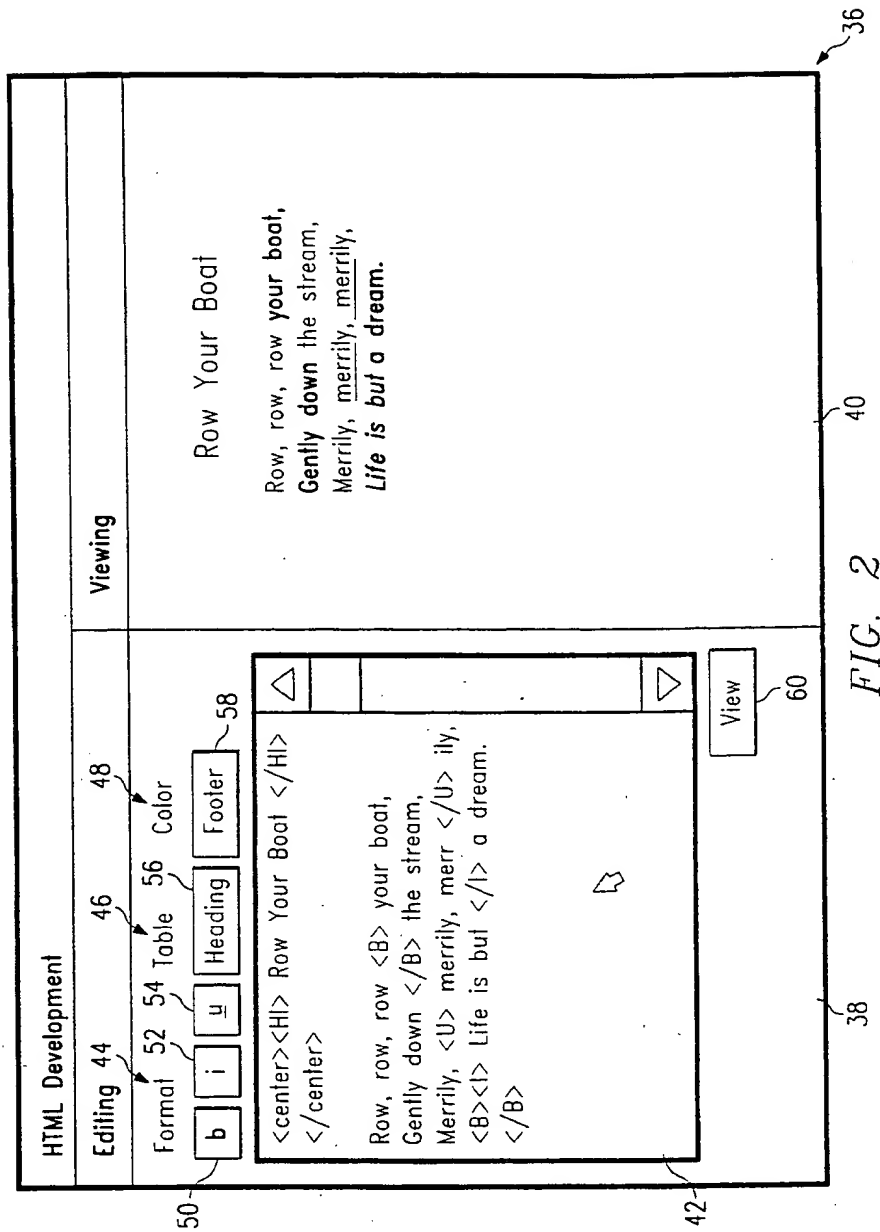 HTML Development
Editing
Viewing
44
46
48
Format
Table
Color
50
52
54
56
58
b
i
u
Heading
Footer
<center><HI> Row Your Boat </HI>
</center>
Row, row, row <B> your boat,
Gently down </B> the stream,
Merrily, <U> merrily, merr </U> ily,
<B><I> Life is but </I> a dream.
</B>
42
View
60
38
Row Your Boat
Row, row, row your boat,
Gently down the stream,
Merrily, merrily, merrily,
Life is but a dream.
40
36
FIG. 2